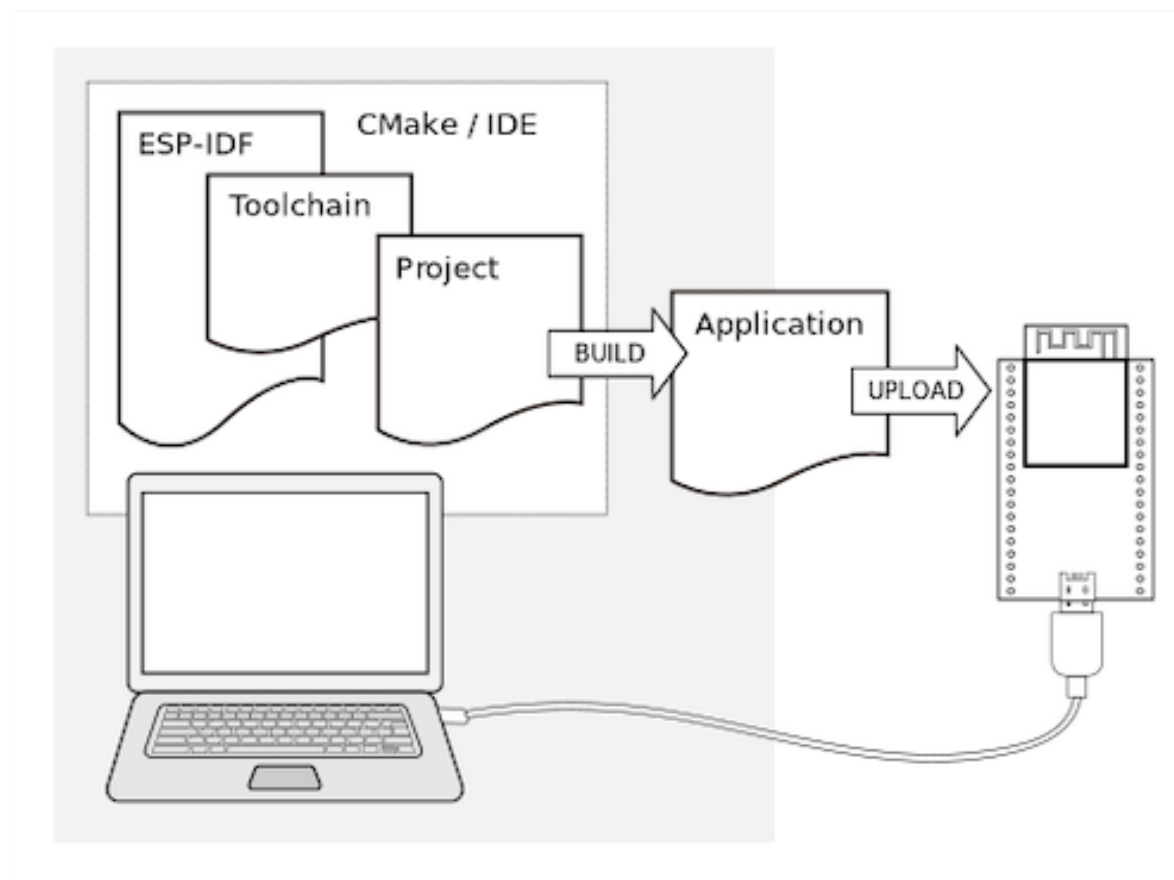 ESP-IDF
CMake / IDE
Toolchain
Project
BUILD
Application
UPLOAD